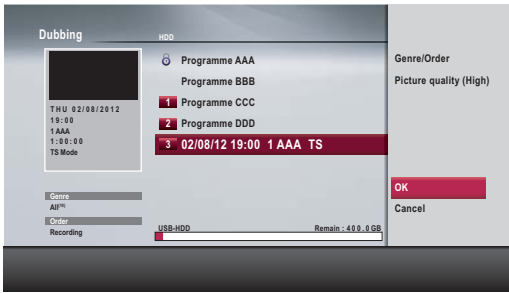 Dubbing
HDD
Programme AAA
Programme BBB
1 Programme CCC
2 Programme DDD
3 02/08/12 19:00 1 AAA TS
THU 02/08/2012
19:00
1 AAA
1:00:00
TS Mode
Genre
All
Order
Recording
USB-HDD Remain : 400.0GB
Genre/Order
Picture quality (High)
OK
Cancel